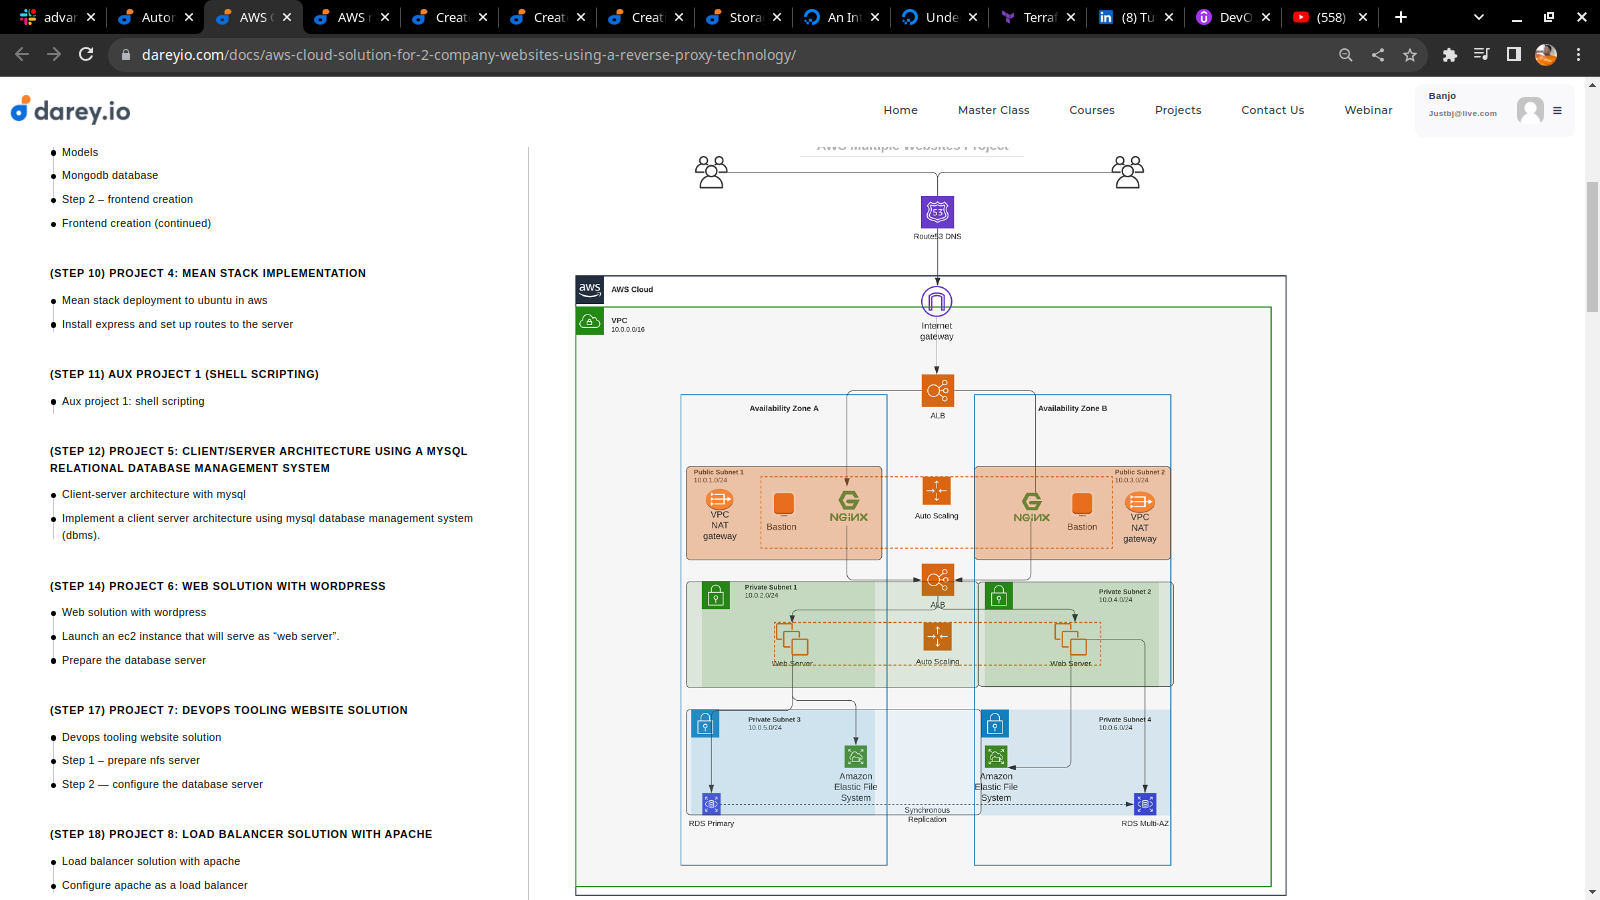 advar
Autor
AWS C
AWS r
Create
Create
Creati
Stora
An Int
Unde
Terraf
(8) Tu
DevO
(558)
dareyio.com/docs/aws-cloud-solution-for-2-company-websites-using-a-reverse-proxy-technology/
darey.io
Home
Master Class
Courses
Projects
Contact Us
Webinar
Banjo
Justbj@live.com
Models
Mongodb database
Step 2 – frontend creation
Frontend creation (continued)
(STEP 10) PROJECT 4: MEAN STACK IMPLEMENTATION
Mean stack deployment to ubuntu in aws
Install express and set up routes to the server
(STEP 11) AUX PROJECT 1 (SHELL SCRIPTING)
Aux project 1: shell scripting
(STEP 12) PROJECT 5: CLIENT/SERVER ARCHITECTURE USING A MYSQL
RELATIONAL DATABASE MANAGEMENT SYSTEM
Client-server architecture with mysql
Implement a client server architecture using mysql database management system
(dbms).
(STEP 14) PROJECT 6: WEB SOLUTION WITH WORDPRESS
Web solution with wordpress
Launch an ec2 instance that will serve as “web server”.
Prepare the database server
(STEP 17) PROJECT 7: DEVOPS TOOLING WEBSITE SOLUTION
Devops tooling website solution
Step 1 – prepare nfs server
Step 2 — configure the database server
(STEP 18) PROJECT 8: LOAD BALANCER SOLUTION WITH APACHE
Load balancer solution with apache
Configure apache as a load balancer
AWS Multiple Websites Project
53
Route53 DNS
aws
AWS Cloud
VPC
10.0.0.0/16
Internet
gateway
ALB
Availability Zone A
Availability Zone B
Public Subnet 1
10.0.1.0/24
VPC
NAT
gateway
Bastion
NGINX
Auto Scaling
Public Subnet 2
10.0.3.0/24
NGINX
Bastion
VPC
NAT
gateway
Private Subnet 1
10.0.2.0/24
ALB
Private Subnet 2
10.0.4.0/24
Web Server
Auto Scaling
Web Server
Private Subnet 3
10.0.5.0/24
Private Subnet 4
10.0.6.0/24
Amazon
Elastic File
System
Amazon
Elastic File
System
Synchronous
Replication
RDS Primary
RDS Multi-AZ